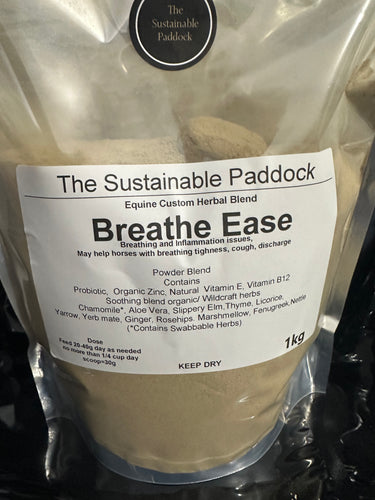 The
Sustainable
Paddock
The Sustainable Paddock
Equine Custom Herbal Blend
Breathe Ease
Breathing and Inflammation issues,
May help horses with breathing tighness, cough, discharge
Powder Blend
Contains
Probiotic, Organic Zinc, Natural Vitamin E, Vitamin B12
Soothing blend organic/ Wildcraft herbs
Chamomile*, Aloe Vera, Slippery Elm,Thyme, Licorice,
Yarrow, Yerb mate, Ginger, Rosehips. Marshmellow, Fenugreek,Nettle
(*Contains Swabbable Herbs)
Dose
Feed 20-40g day as needed
no more than 1/4 cup day
scoop=30g
KEEP DRY
1kg